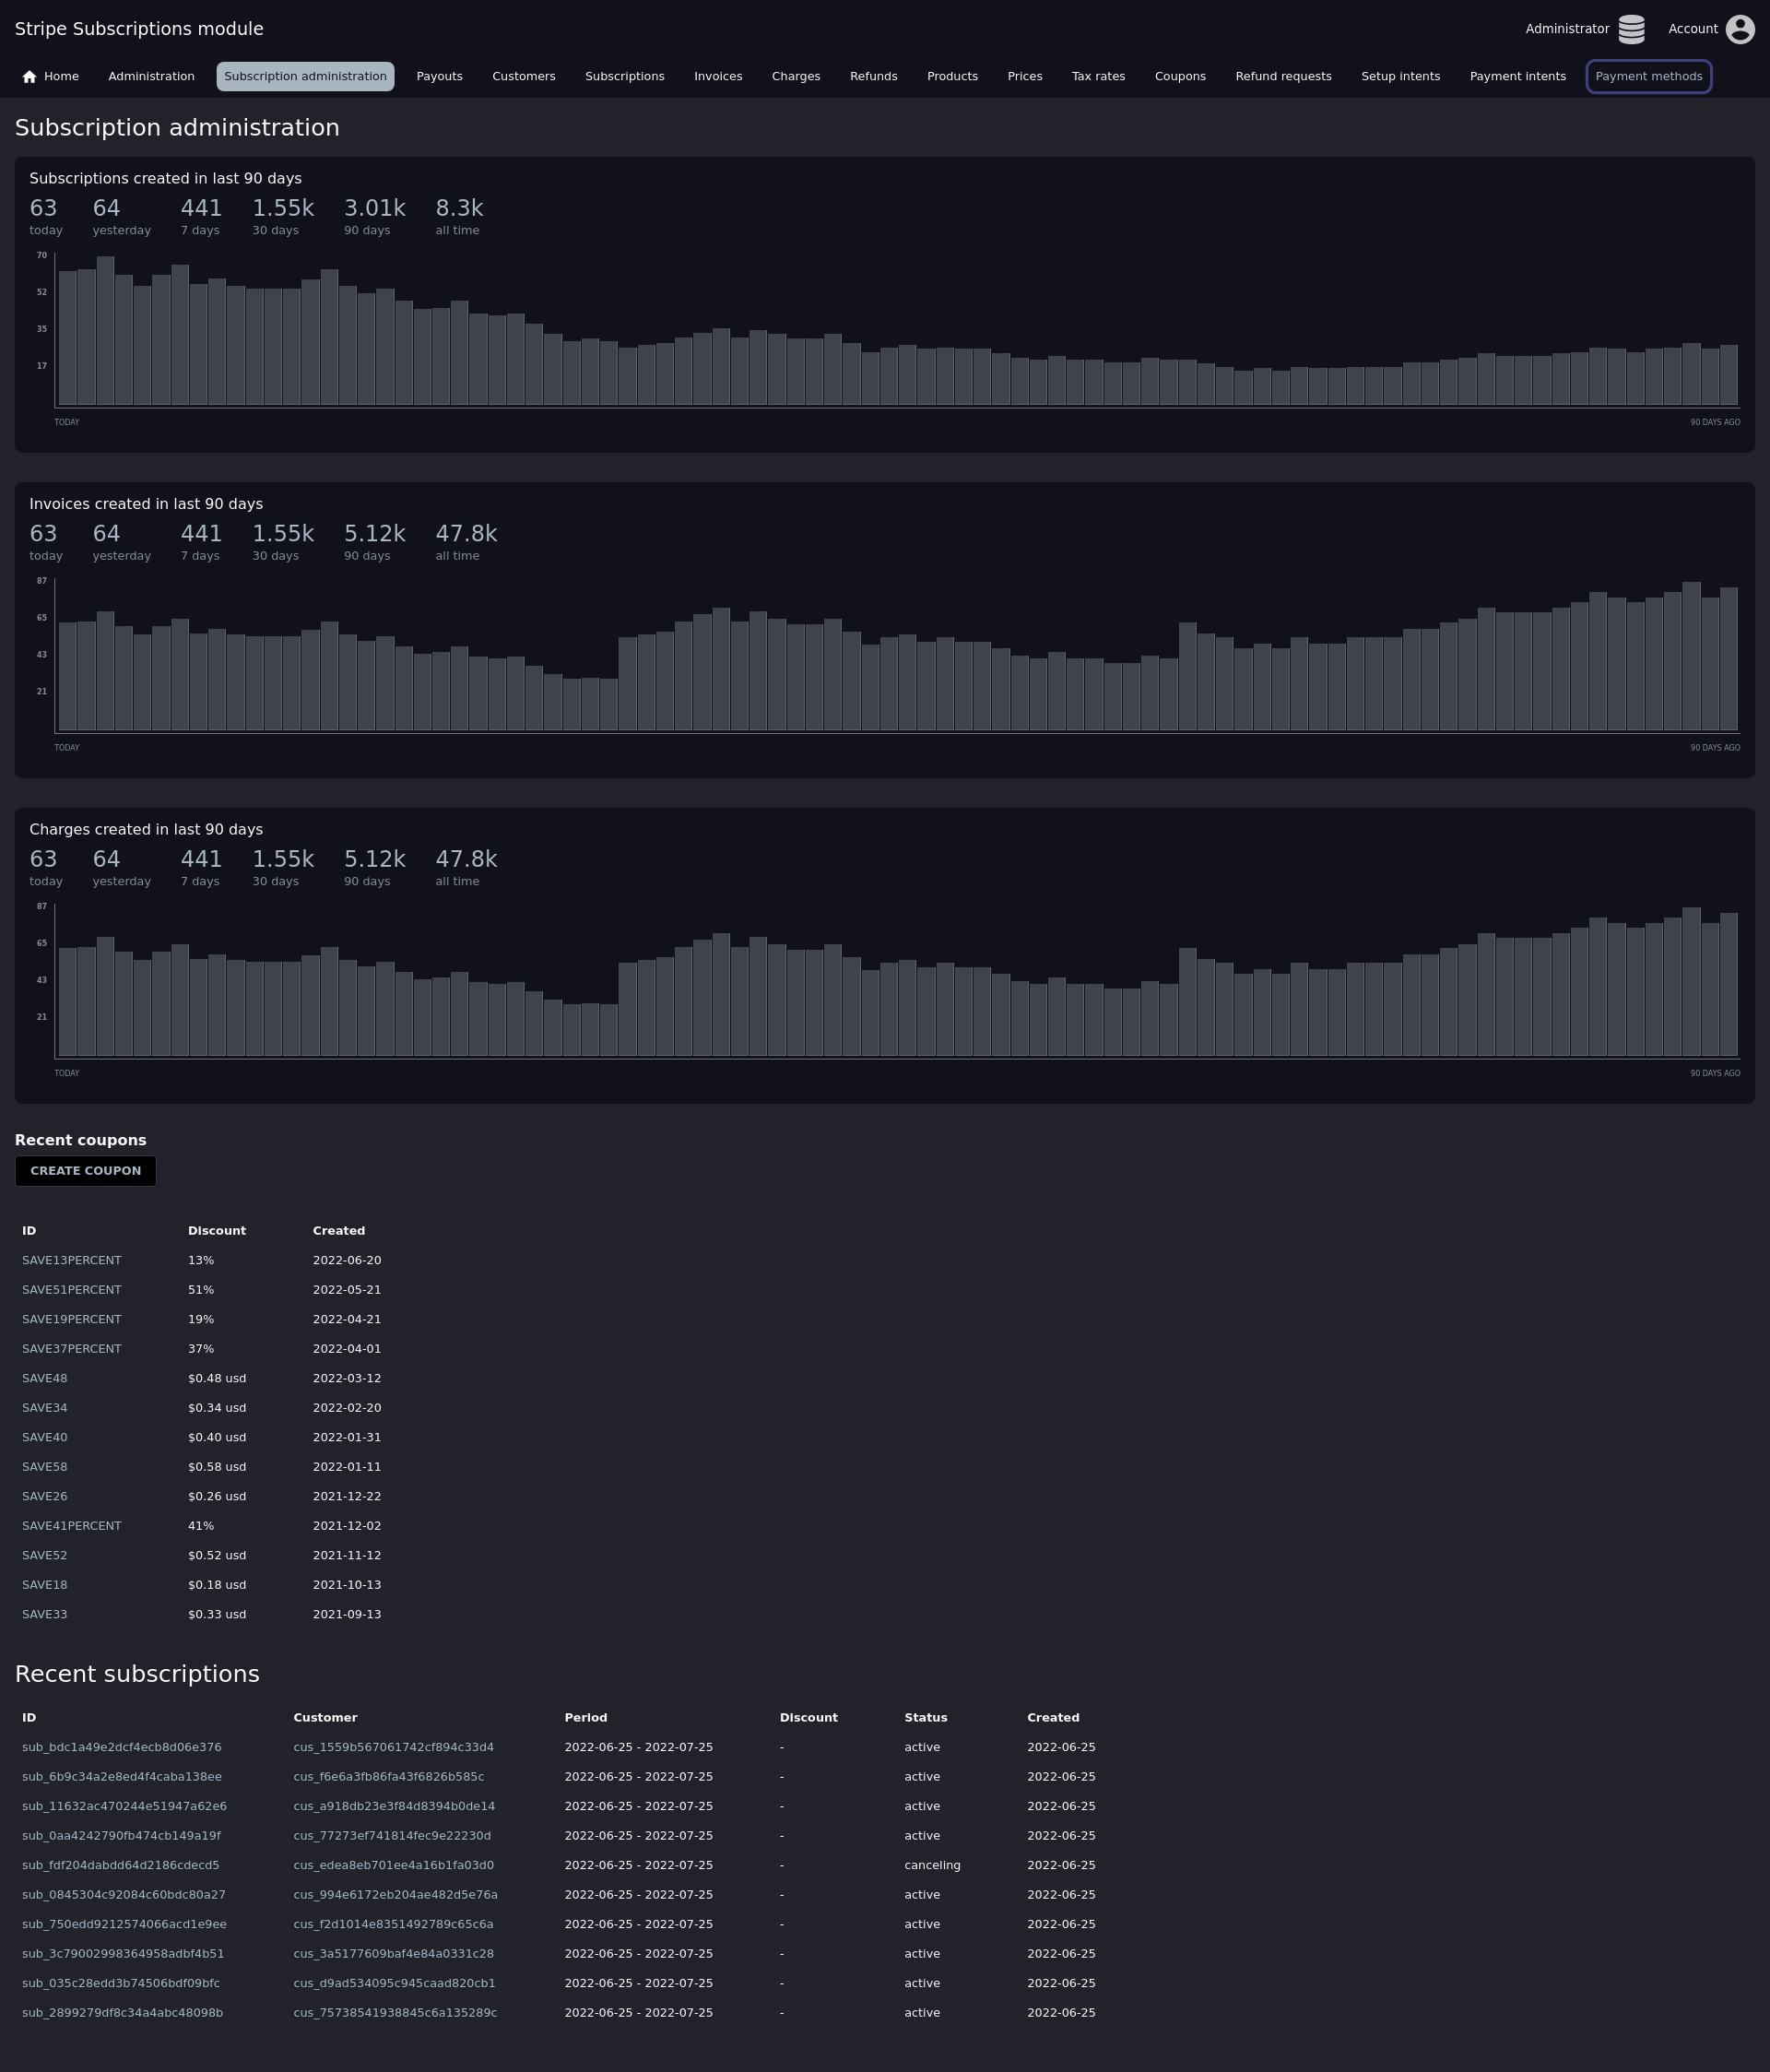 Stripe Subscriptions module
Administrator Account
Home Administration Subscription administration Payouts Customers Subscriptions Invoices Charges Refunds Products Prices Tax rates Coupons Refund requests Setup intents Payment intents Payment methods
Subscription administration
Subscriptions created in last 90 days
63 64 441 1.55k 3.01k 8.3k
today yesterday 7 days 30 days 90 days all time
70
52
35
17
TODAY 90 DAYS AGO
Invoices created in last 90 days
63 64 441 1.55k 5.12k 47.8k
today yesterday 7 days 30 days 90 days all time
87
65
43
21
TODAY 90 DAYS AGO
Charges created in last 90 days
63 64 441 1.55k 5.12k 47.8k
today yesterday 7 days 30 days 90 days all time
87
65
43
21
TODAY 90 DAYS AGO
Recent coupons
CREATE COUPON
ID Discount Created
SAVE13PERCENT 13% 2022-06-20
SAVE51PERCENT 51% 2022-05-21
SAVE19PERCENT 19% 2022-04-21
SAVE37PERCENT 37% 2022-04-01
SAVE48 $0.48 usd 2022-03-12
SAVE34 $0.34 usd 2022-02-20
SAVE40 $0.40 usd 2022-01-31
SAVE58 $0.58 usd 2022-01-11
SAVE26 $0.26 usd 2021-12-22
SAVE41PERCENT 41% 2021-12-02
SAVE52 $0.52 usd 2021-11-12
SAVE18 $0.18 usd 2021-10-13
SAVE33 $0.33 usd 2021-09-13
Recent subscriptions
ID Customer Period Discount Status Created
sub_bdc1a49e2dcf4ecb8d06e376 cus_1559b567061742cf894c33d4 2022-06-25 - 2022-07-25 - active 2022-06-25
sub_6b9c34a2e8ed4f4caba138ee cus_f6e6a3fb86fa43f6826b585c 2022-06-25 - 2022-07-25 - active 2022-06-25
sub_11632ac470244e51947a62e6 cus_a918db23e3f84d8394b0de14 2022-06-25 - 2022-07-25 - active 2022-06-25
sub_0aa4242790fb474cb149a19f cus_77273ef741814fec9e22230d 2022-06-25 - 2022-07-25 - active 2022-06-25
sub_fdf204dabdd64d2186cdecd5 cus_edea8eb701ee4a16b1fa03d0 2022-06-25 - 2022-07-25 - canceling 2022-06-25
sub_0845304c92084c60bdc80a27 cus_994e6172eb204ae482d5e76a 2022-06-25 - 2022-07-25 - active 2022-06-25
sub_750edd9212574066acd1e9ee cus_f2d1014e8351492789c65c6a 2022-06-25 - 2022-07-25 - active 2022-06-25
sub_3c79002998364958adbf4b51 cus_3a5177609baf4e84a0331c28 2022-06-25 - 2022-07-25 - active 2022-06-25
sub_035c28edd3b74506bdf09bfc cus_d9ad534095c945caad820cb1 2022-06-25 - 2022-07-25 - active 2022-06-25
sub_2899279df8c34a4abc48098b cus_75738541938845c6a135289c 2022-06-25 - 2022-07-25 - active 2022-06-25